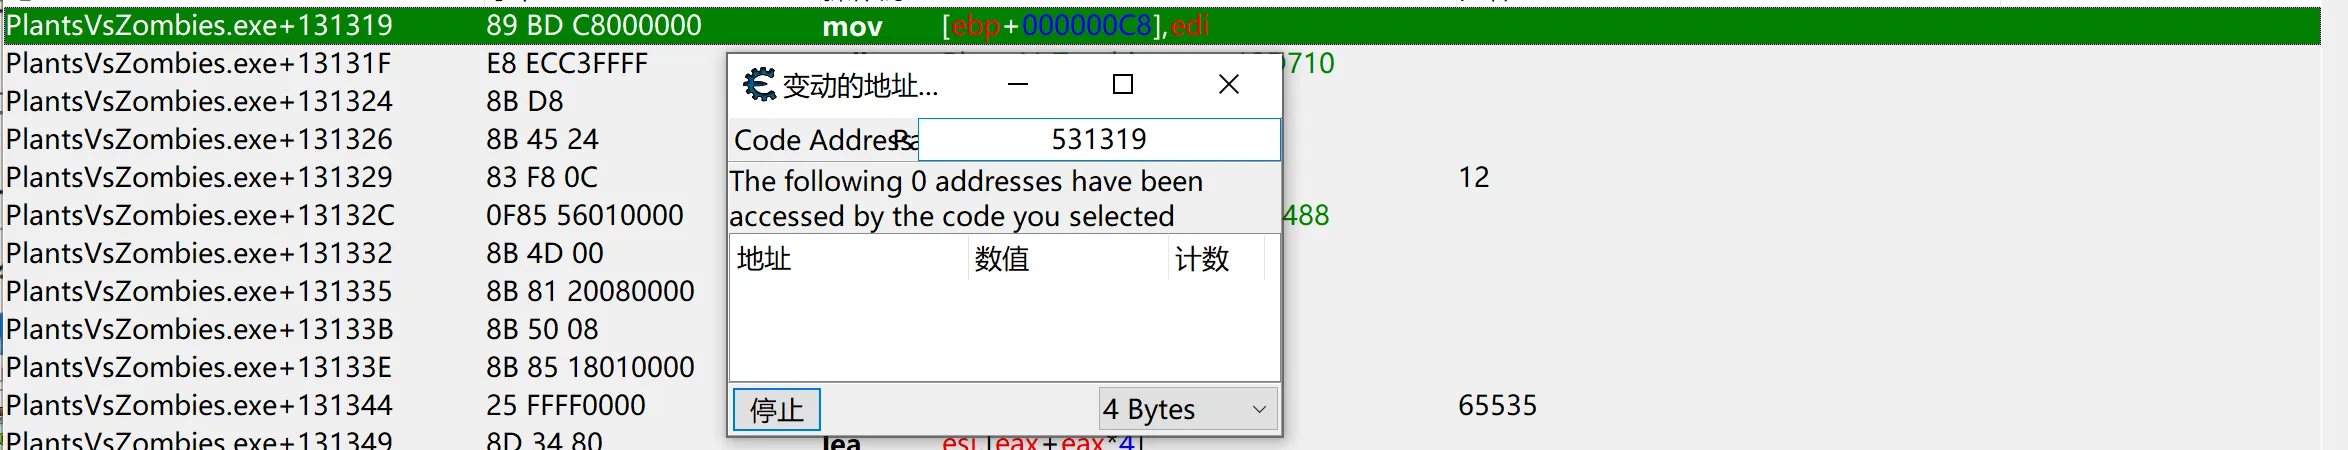 PlantsVsZombies.exe+131319 89 BD C8000000 mov [ebp+000000C8],edi
PlantsVsZombies.exe+13131F E8 ECC3FFFF 710
PlantsVsZombies.exe+131324 8B D8
PlantsVsZombies.exe+131326 8B 45 24
PlantsVsZombies.exe+131329 83 F8 0C 12
PlantsVsZombies.exe+13132C 0F85 56010000 488
PlantsVsZombies.exe+131332 8B 4D 00
PlantsVsZombies.exe+131335 8B 81 20080000
PlantsVsZombies.exe+13133B 8B 50 08
PlantsVsZombies.exe+13133E 8B 85 18010000
PlantsVsZombies.exe+131344 25 FFFF0000 65535
PlantsVsZombies.exe+131349 8D 34 80 lea esi,[eax+eax*4]
变动的地址...
Code Address 531319
The following 0 addresses have been
accessed by the code you selected
地址 数值 计数
停止 4 Bytes